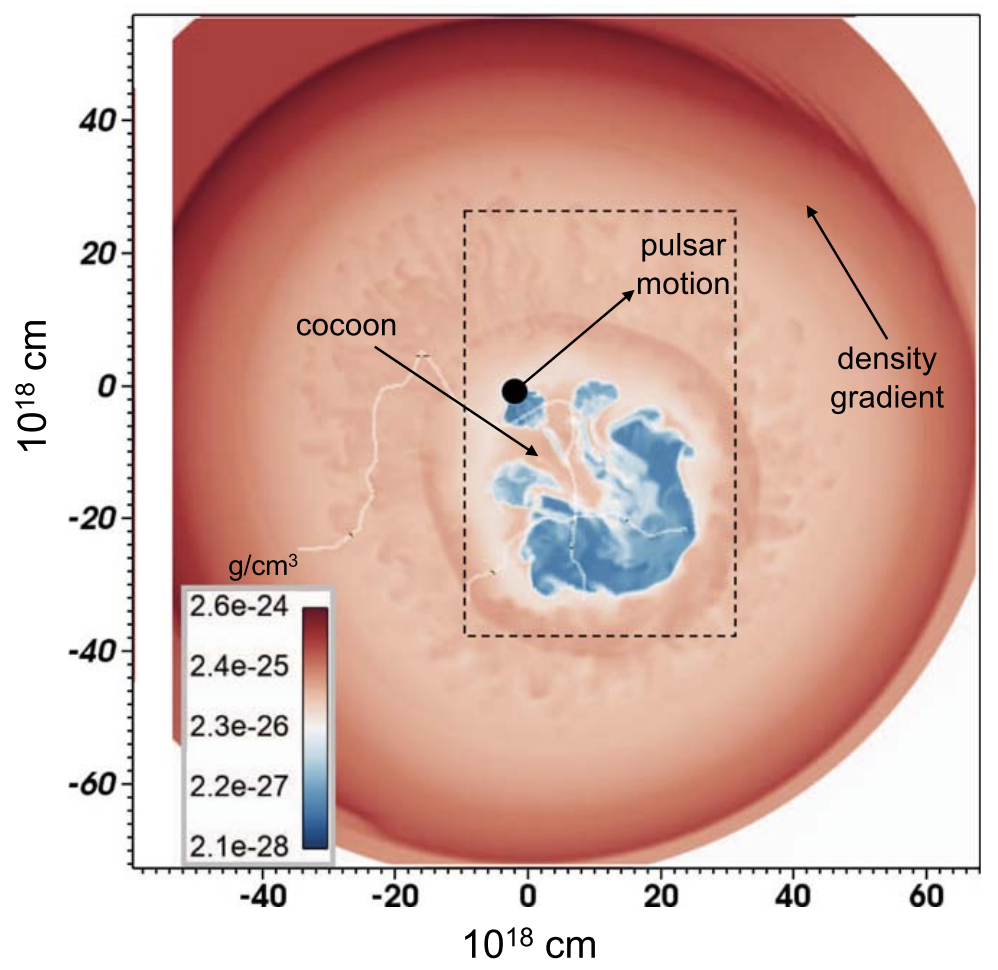 40
20
0
-20
-40
-60
10¹⁸ cm
pulsar
motion
cocoon
density
gradient
g/cm³
2.6e-24
2.4e-25
2.3e-26
2.2e-27
2.1e-28
-40 -20 0 20 40 60
10¹⁸ cm